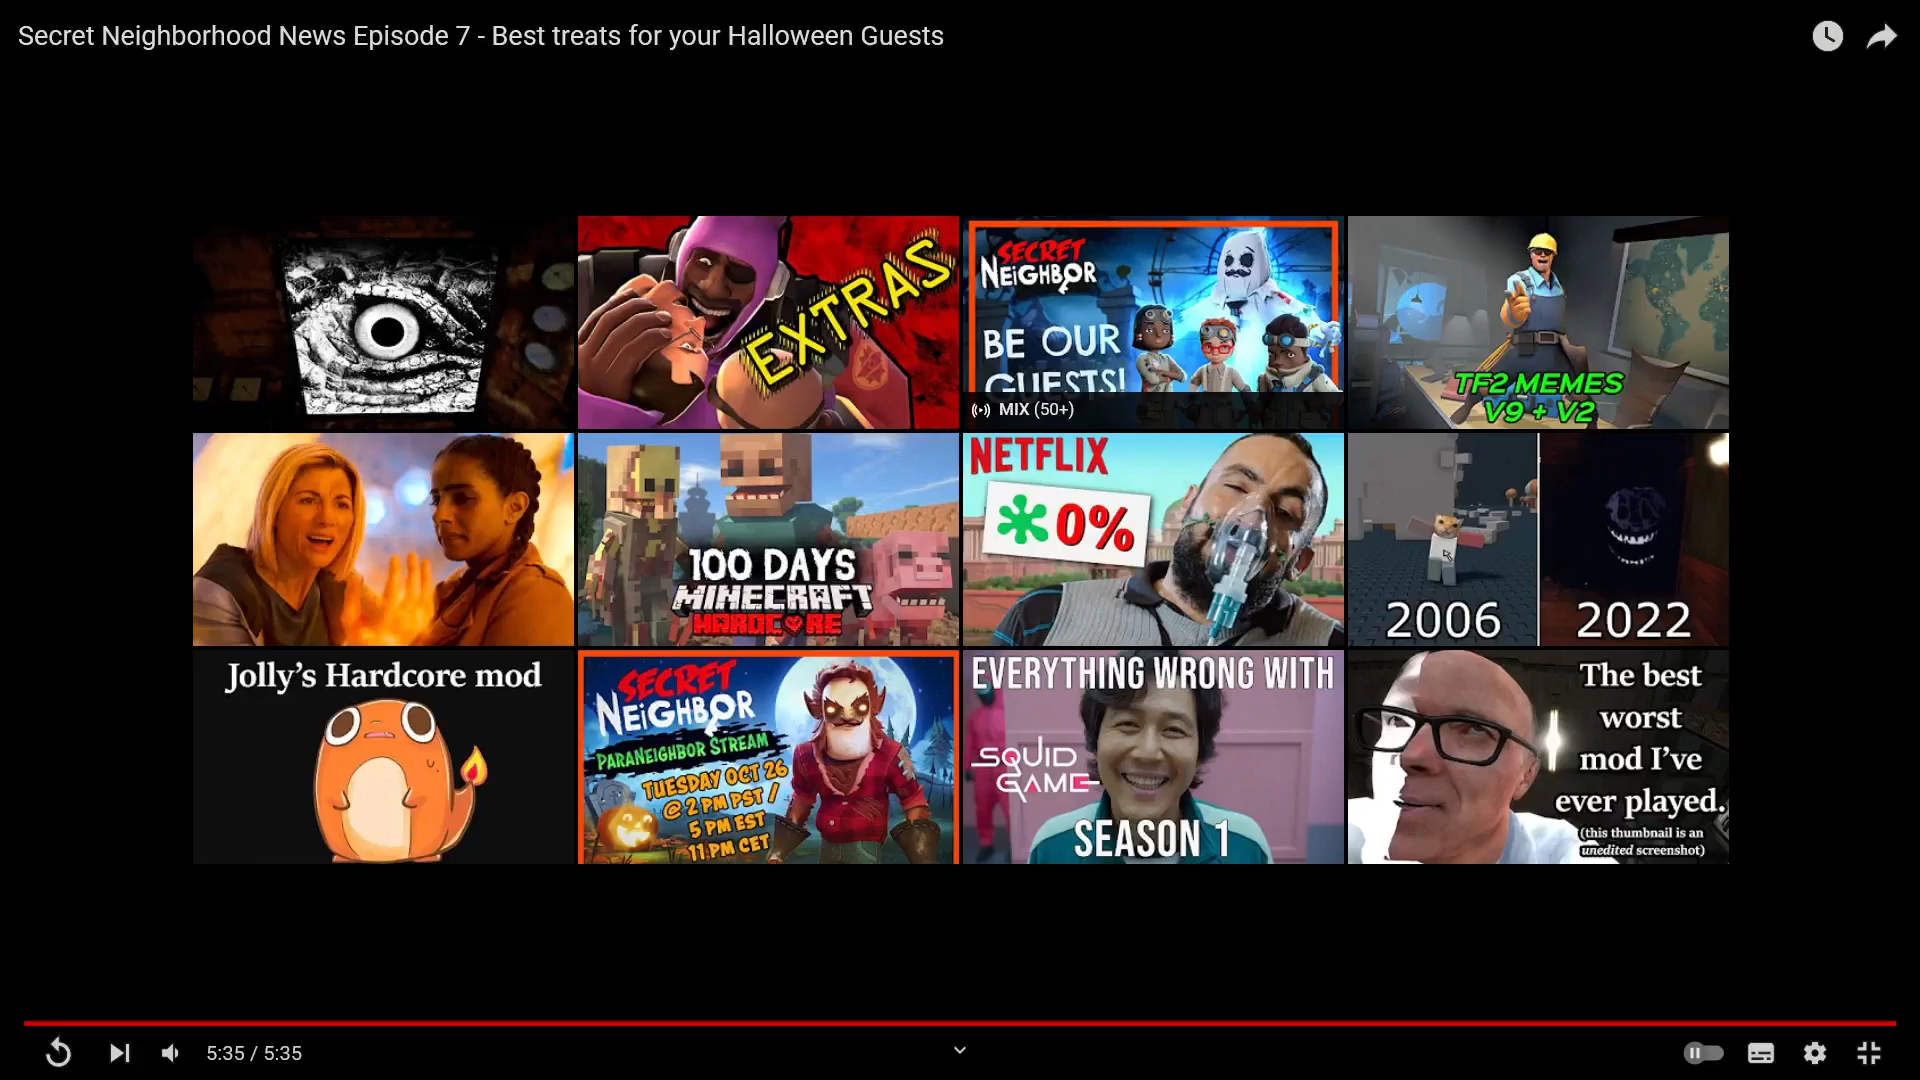 Secret Neighborhood News Episode 7 - Best treats for your Halloween Guests
EXTRAS
SECRET
NEiGHBOR
BE OUR
GUESTS!
MIX (50+)
TF2 MEMES
V9 + V2
100 DAYS
MINECRAFT
HARDCORE
NETFLIX
0%
2006
2022
Jolly's Hardcore mod
SECRET
NEiGHBOR
PARANEIGHBOR STREAM
TUESDAY OCT 26
@ 2 PM PST /
5 PM EST
11 PM CET
EVERYTHING WRONG WITH
SQUID
GAME
SEASON 1
The best
worst
mod I've
ever played.
(this thumbnail is an
unedited screenshot)
5:35 / 5:35